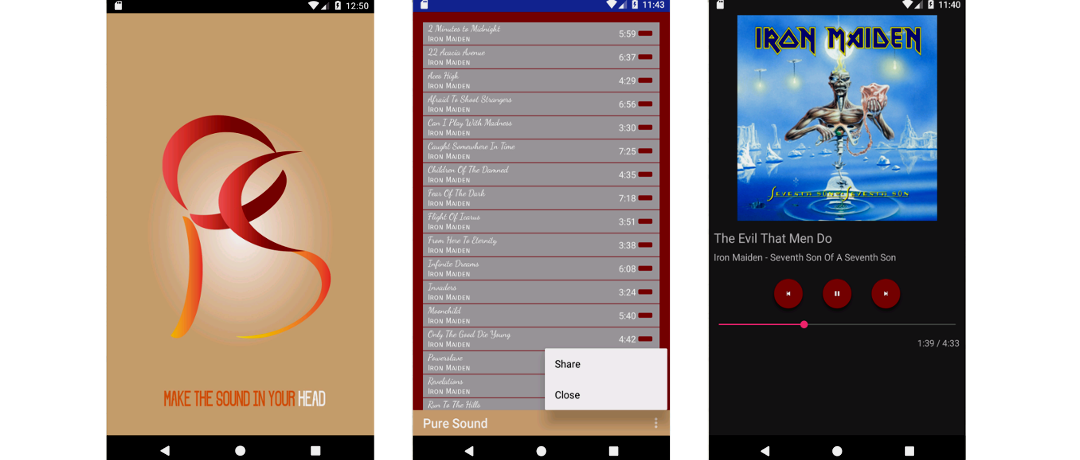 12:50
MAKE THE SOUND IN YOUR HEAD
11:43
2 Minutes to Midnight
IRON MAIDEN
5:59
22 Acacia Avenue
IRON MAIDEN
6:37
Aces High
IRON MAIDEN
4:29
Afraid To Shoot Strangers
IRON MAIDEN
6:56
Can I Play With Madness
IRON MAIDEN
3:30
Caught Somewhere In Time
IRON MAIDEN
7:25
Children Of The Damned
IRON MAIDEN
4:35
Fear Of The Dark
IRON MAIDEN
7:18
Flight Of Icarus
IRON MAIDEN
3:51
From Here To Eternity
IRON MAIDEN
3:38
Infinite Dreams
IRON MAIDEN
6:08
Invaders
IRON MAIDEN
3:24
Moonchild
IRON MAIDEN
5:40
Only The Good Die Young
IRON MAIDEN
4:42
Powerslave
IRON MAIDEN
Revelations
IRON MAIDEN
Run To The Hills
Share
Close
Pure Sound
11:40
IRON MAIDEN
SEVENTH SON OF A SEVENTH SON
The Evil That Men Do
Iron Maiden - Seventh Son Of A Seventh Son
1:39 / 4:33